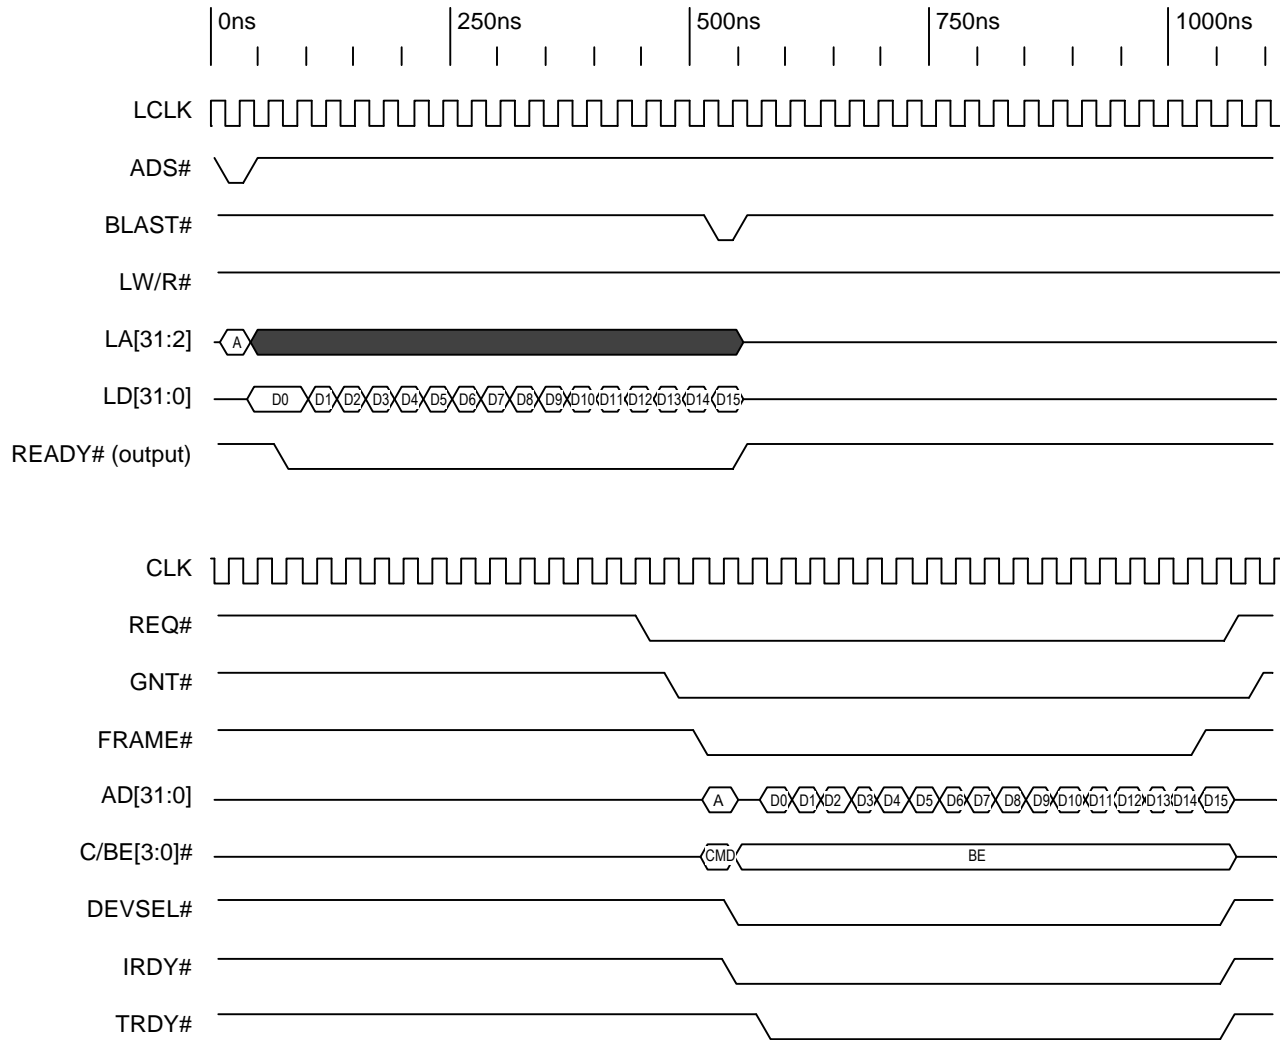 0ns 250ns 500ns 750ns 1000ns
LCLK
ADS#
BLAST#
LW/R#
LA[31:2] A
LD[31:0] D0 D1 D2 D3 D4 D5 D6 D7 D8 D9 D10 D11 D12 D13 D14 D15
READY# (output)
CLK
REQ#
GNT#
FRAME#
AD[31:0] A D0 D1 D2 D3 D4 D5 D6 D7 D8 D9 D10 D11 D12 D13 D14 D15
C/BE[3:0]# CMD BE
DEVSEL#
IRDY#
TRDY#